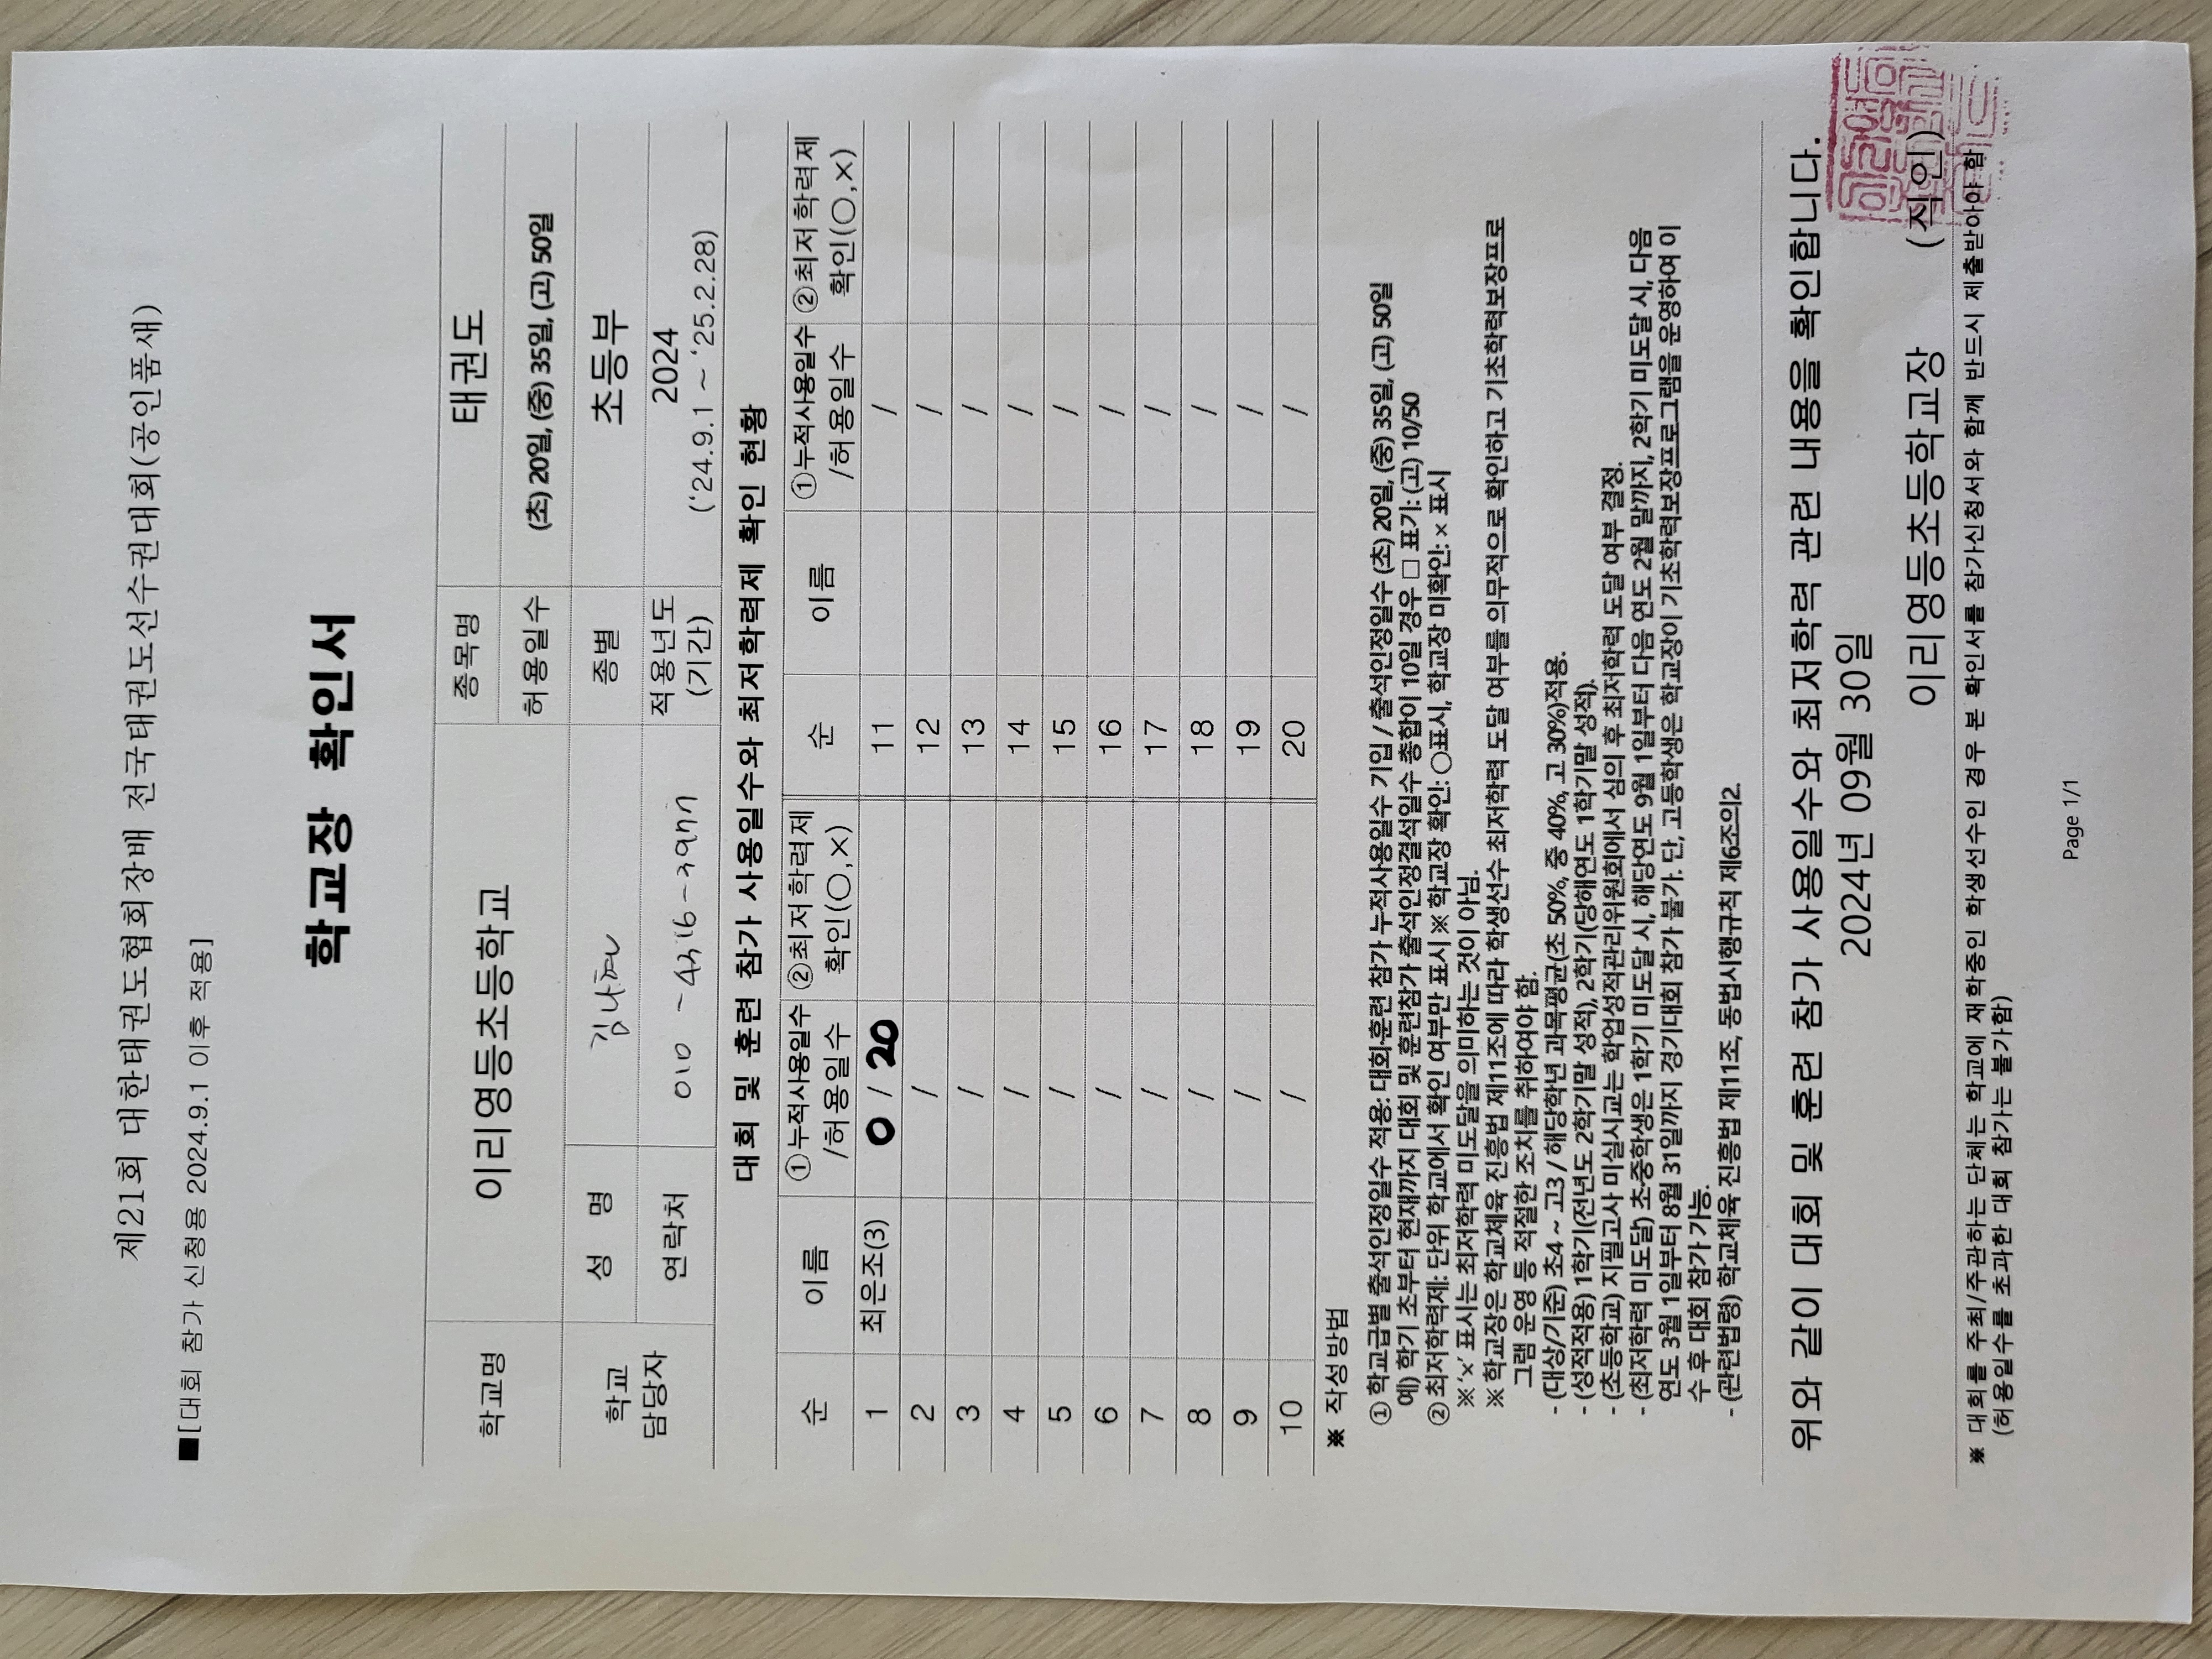 제21회 대한태권도협회장배 전국태권도선수권대회(공인품새)
■[대회 참가 신청용 2024.9.1 이후 적용]
학교장 확인서
학교명 이리영등초등학교 종목명 태권도
허용일수 (초) 20일, (중) 35일, (고) 50일
학교 담당자 성 명 종별 초등부
연락처 적용년도 (기간) 2024 ('24.9.1 ~ '25.2.28)
대회 및 훈련 참가 사용일수와 최저학력제 확인 현황
순 이름 ①누적사용일수 /허용일수 ②최저학력제 확인(○,×) 순 이름 ①누적사용일수 /허용일수 ②최저학력제 확인(○,×)
1 최은조(3) 0 / 20 11 /
2 / 12 /
3 / 13 /
4 / 14 /
5 / 15 /
6 / 16 /
7 / 17 /
8 / 18 /
9 / 19 /
10 / 20 /
※ 작성방법
① 학교급별 출석인정일수 적용: 대회·훈련 참가 누적사용일수 기입 / 출석인정일수 (초) 20일, (중) 35일, (고) 50일
예) 학기 초부터 현재까지 대회 및 훈련참가 출석인정결석일수 총합이 10일 경우 □ 표기: (고) 10/50
② 최저학력제: 단위 학교에서 확인 여부만 표시 ※ 학교장 확인: ○표시, 학교장 미확인: × 표시
※ '×' 표시는 최저학력 미도달을 의미하는 것이 아님.
※ 학교장은 학교체육 진흥법 제11조에 따라 학생선수 최저학력 도달 여부를 의무적으로 확인하고 기초학력보장프로
그램 운영 등 적절한 조치를 취하여야 함.
- (대상/기준) 초4 ~ 고3 / 해당학년 과목평균(초 50%, 중 40%, 고 30%)적용.
- (성적적용) 1학기(전년도 2학기말 성적), 2학기(당해연도 1학기말 성적).
- (초등학교) 지필고사 미실시교는 학업성적관리위원회에서 심의 후 최저학력 도달 여부 결정.
- (최저학력 미도달) 초·중학생은 1학기 미도달 시, 해당연도 9월 1일부터 다음 연도 2월 말까지, 2학기 미도달 시, 다음
연도 3월 1일부터 8월 31일까지 경기대회 참가 불가. 단, 고등학생은 학교장이 기초학력보장프로그램을 운영하여 이
수 후 대회 참가 가능.
- (관련법령) 학교체육 진흥법 제11조, 동법시행규칙 제6조의2.
위와 같이 대회 및 훈련 참가 사용일수와 최저학력 관련 내용을 확인합니다.
2024년 09월 30일
이리영등초등학교장 (직인)
※ 대회를 주최/주관하는 단체는 학교에 재학중인 학생선수인 경우 본 확인서를 참가신청서와 함께 반드시 제출받아야 함
(허용일수를 초과한 대회 참가는 불가함)
Page 1/1